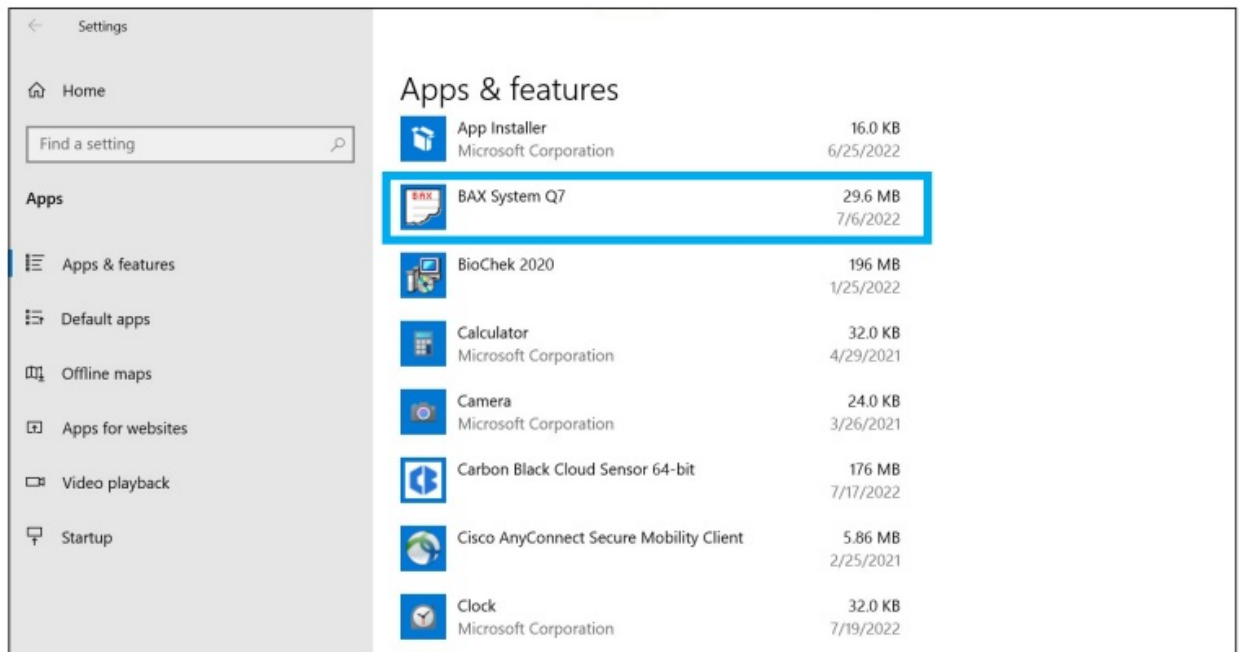 Settings
Home
Find a setting
Apps
Apps & features
Default apps
Offline maps
Apps for websites
Video playback
Startup
Apps & features
App Installer 16.0 KB
Microsoft Corporation 6/25/2022
BAX
BAX System Q7 29.6 MB
7/6/2022
BioChek 2020 196 MB
1/25/2022
Calculator 32.0 KB
Microsoft Corporation 4/29/2021
Camera 24.0 KB
Microsoft Corporation 3/26/2021
Carbon Black Cloud Sensor 64-bit 176 MB
7/17/2022
Cisco AnyConnect Secure Mobility Client 5.86 MB
2/25/2021
Clock 32.0 KB
Microsoft Corporation 7/19/2022